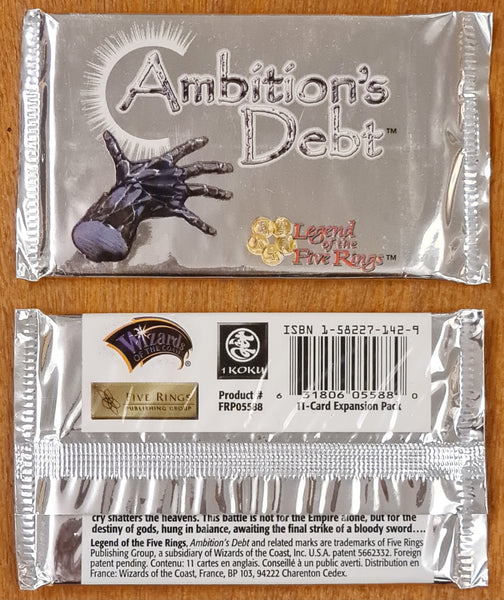 Ambition's
Debt™
Legend
of the
Five Rings™
Wizards
OF THE COAST
®
1 KOKU
ISBN 1-58227-142-9
FIVE RINGS
PUBLISHING GROUP
Product#
FRP05588
6 31806 05588 0
11-Card Expansion Pack
cry shatters the heavens. This battle is not for the Empire alone, but for the
destiny of gods, hung in balance, awaiting the final strike of a bloody sword....
Legend of the Five Rings, Ambition's Debt and related marks are trademarks of Five Rings
Publishing Group, a subsidiary of Wizards of the Coast, Inc. U.S.A. patent 5662332. Foreign
patent pending. Contenu: 11 cartes en anglais. Conseillé à un public averti. Distribution en
France: Wizards of the Coast, France, BP 103, 94222 Charenton Cedex.